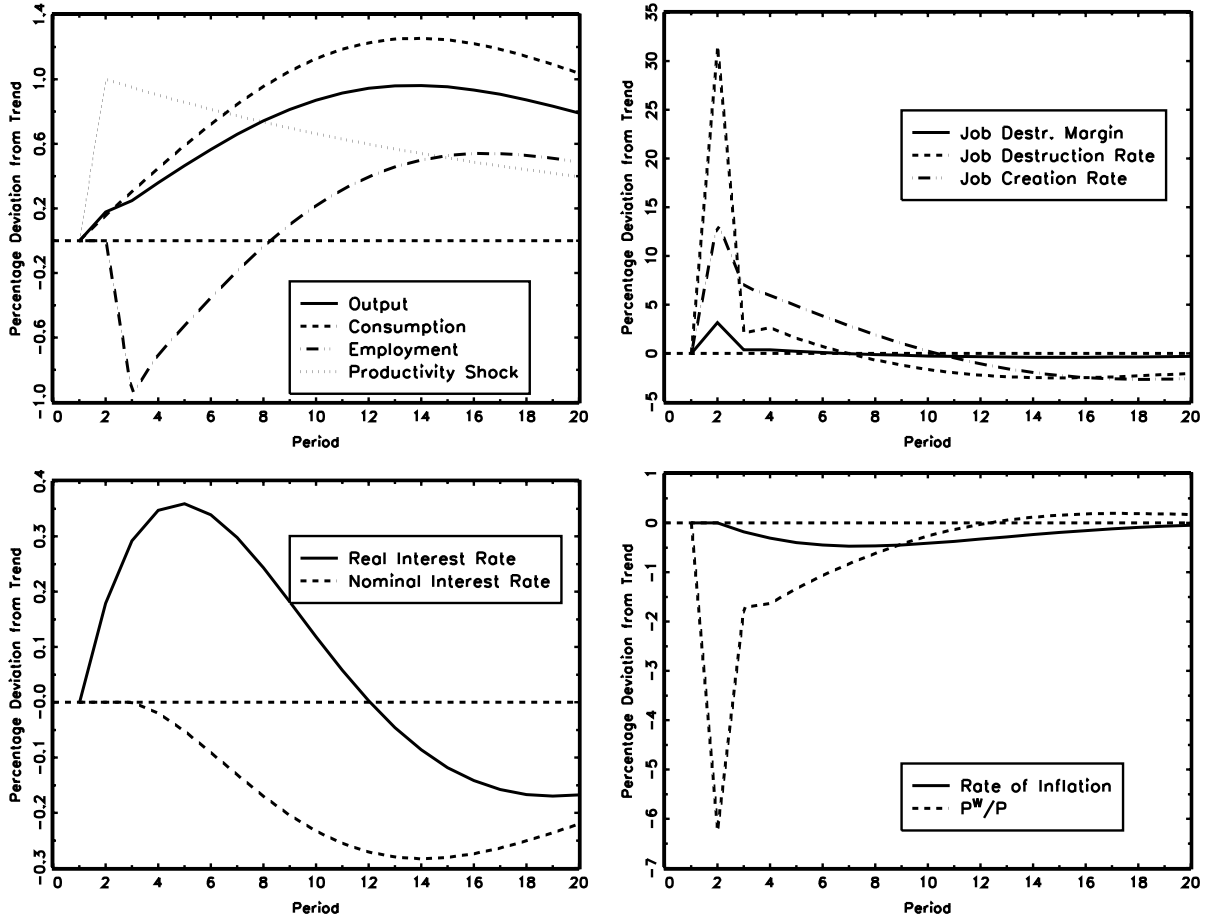 Percentage Deviation from Trend
1.4
1.0
0.6
0.2
−0.2
−0.6
−1.0
Output
Consumption
Employment
Productivity Shock
0 2 4 6 8 10 12 14 16 18 20
Period
Percentage Deviation from Trend
35
30
25
20
15
10
5
0
−5
Job Destr. Margin
Job Destruction Rate
Job Creation Rate
0 2 4 6 8 10 12 14 16 18 20
Period
Percentage Deviation from Trend
0.4
0.3
0.2
0.1
−0.0
−0.1
−0.2
−0.3
Real Interest Rate
Nominal Interest Rate
0 2 4 6 8 10 12 14 16 18 20
Period
Percentage Deviation from Trend
1
0
−1
−2
−3
−4
−5
−6
−7
Rate of Inflation
Pᵂ/P
0 2 4 6 8 10 12 14 16 18 20
Period